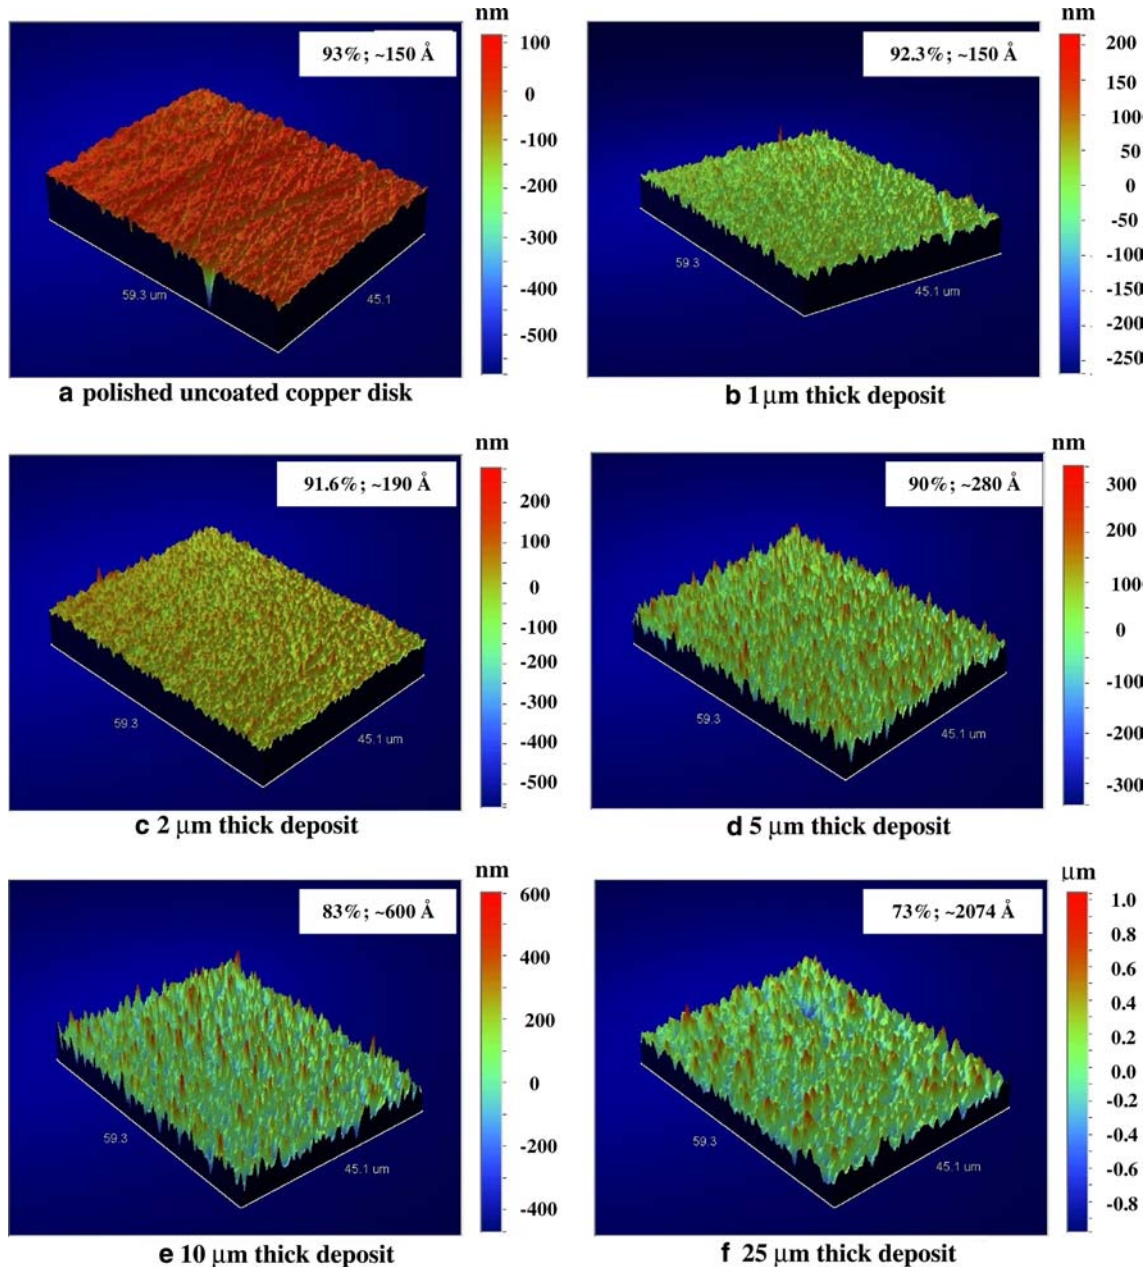 nm
93%; ~150 Å
100
0
-100
-200
-300
-400
-500
59.3 um
45.1
a polished uncoated copper disk
nm
92.3%; ~150 Å
200
150
100
50
0
-50
-100
-150
-200
-250
59.3
45.1 um
b 1 μm thick deposit
nm
91.6%; ~190 Å
200
100
0
-100
-200
-300
-400
-500
59.3
45.1 um
c 2 μm thick deposit
nm
90%; ~280 Å
300
200
100
0
-100
-200
-300
59.3
45.1 um
d 5 μm thick deposit
nm
83%; ~600 Å
600
400
200
0
-200
-400
59.3
45.1 um
e 10 μm thick deposit
μm
73%; ~2074 Å
1.0
0.8
0.6
0.4
0.2
0.0
-0.2
-0.4
-0.6
-0.8
59.3
45.1 um
f 25 μm thick deposit